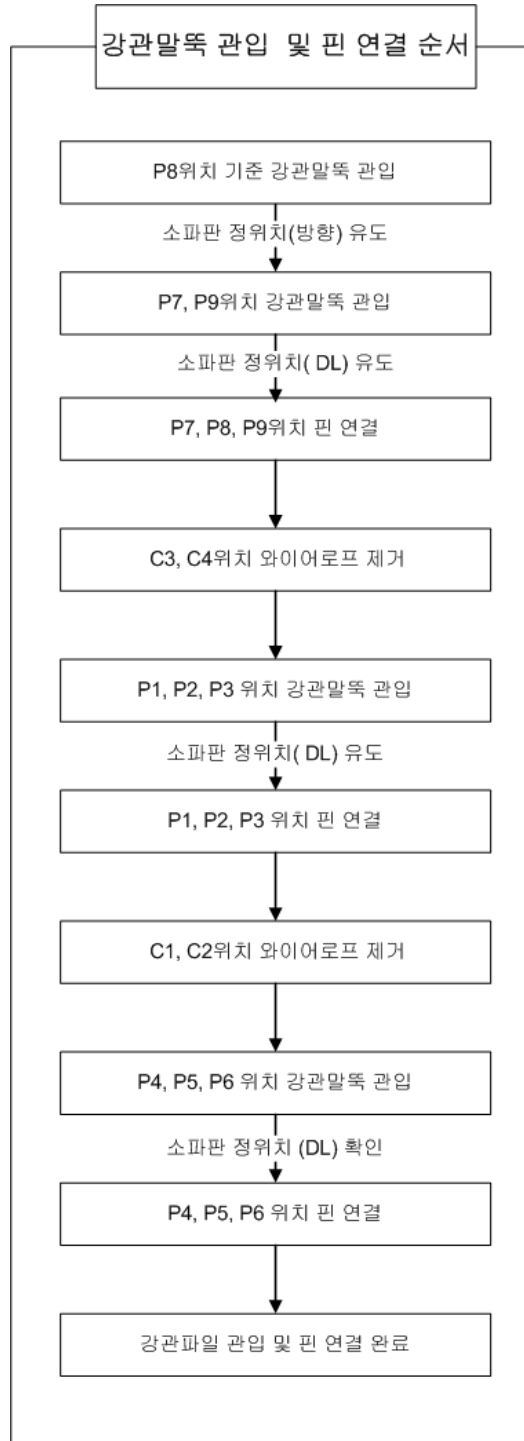 강관말뚝 관입 및 핀 연결 순서
P8위치 기준 강관말뚝 관입
소파판 정위치(방향) 유도
P7, P9위치 강관말뚝 관입
소파판 정위치( DL) 유도
P7, P8, P9위치 핀 연결
C3, C4위치 와이어로프 제거
P1, P2, P3 위치 강관말뚝 관입
소파판 정위치( DL) 유도
P1, P2, P3 위치 핀 연결
C1, C2위치 와이어로프 제거
P4, P5, P6 위치 강관말뚝 관입
소파판 정위치 (DL) 확인
P4, P5, P6 위치 핀 연결
강관파일 관입 및 핀 연결 완료